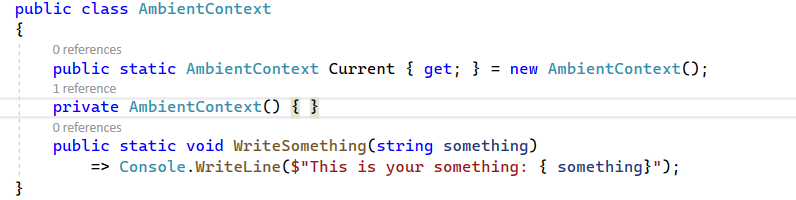 public class AmbientContext
{
0 references
public static AmbientContext Current { get; } = new AmbientContext();
1 reference
private AmbientContext() { }
0 references
public static void WriteSomething(string something)
=> Console.WriteLine($"This is your something: { something}");
}